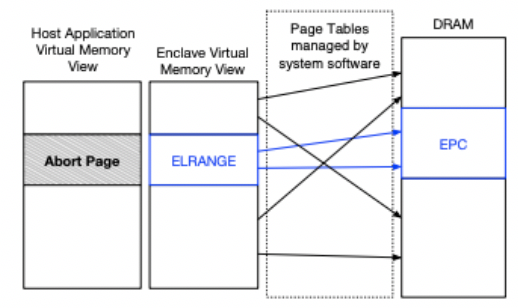 Host Application
Virtual Memory
View
Enclave Virtual
Memory View
Page Tables
managed by
system software
DRAM
Abort Page
ELRANGE
EPC